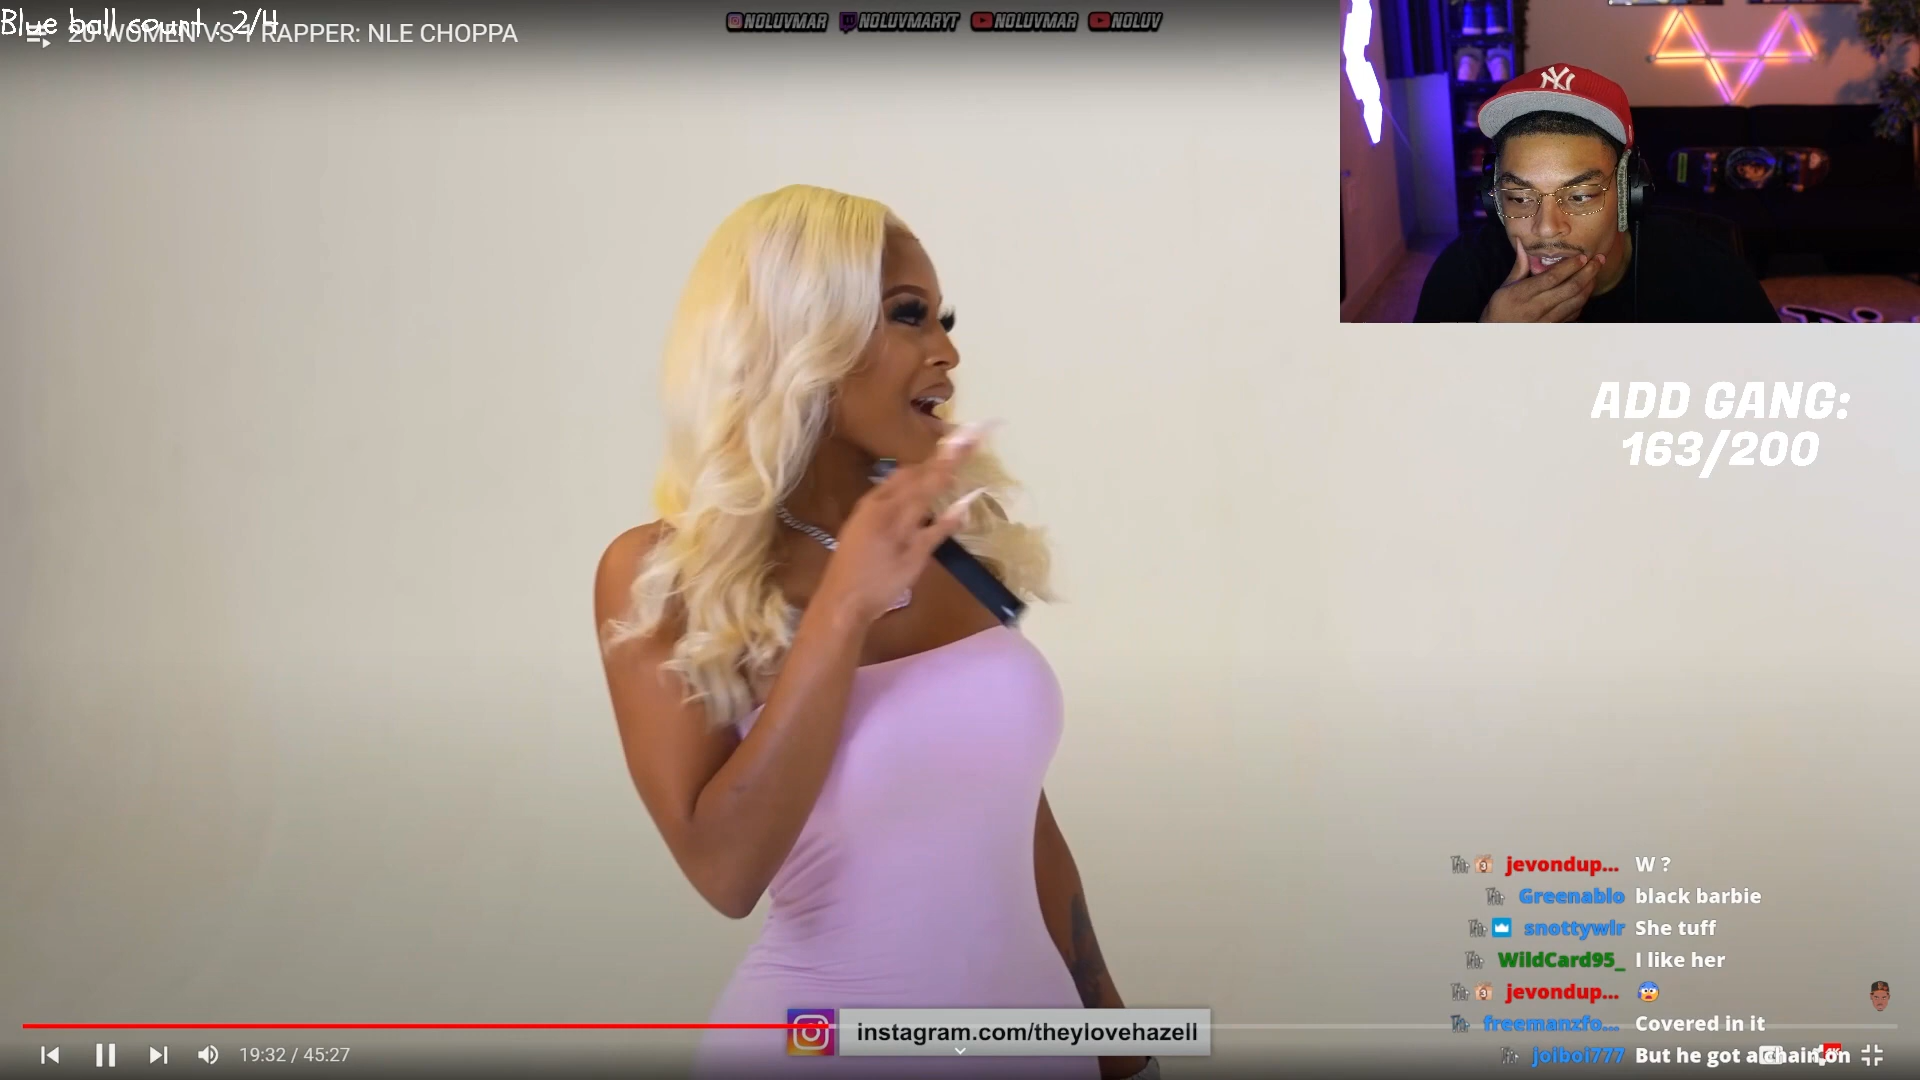 Blue ball count : 2/4
20 WOMEN VS 1 RAPPER: NLE CHOPPA
NOLUVMAR NOLUVMARYT NOLUVMAR NOLUV
NY
ADD GANG:
163/200
jevondup... W ?
Greenablo black barbie
snottywlr She tuff
WildCard95_ I like her
jevondup... 😨
freemanzfo... Covered in it
joiboi777 But he got a chain on
instagram.com/theylovehazell
19:32 / 45:27